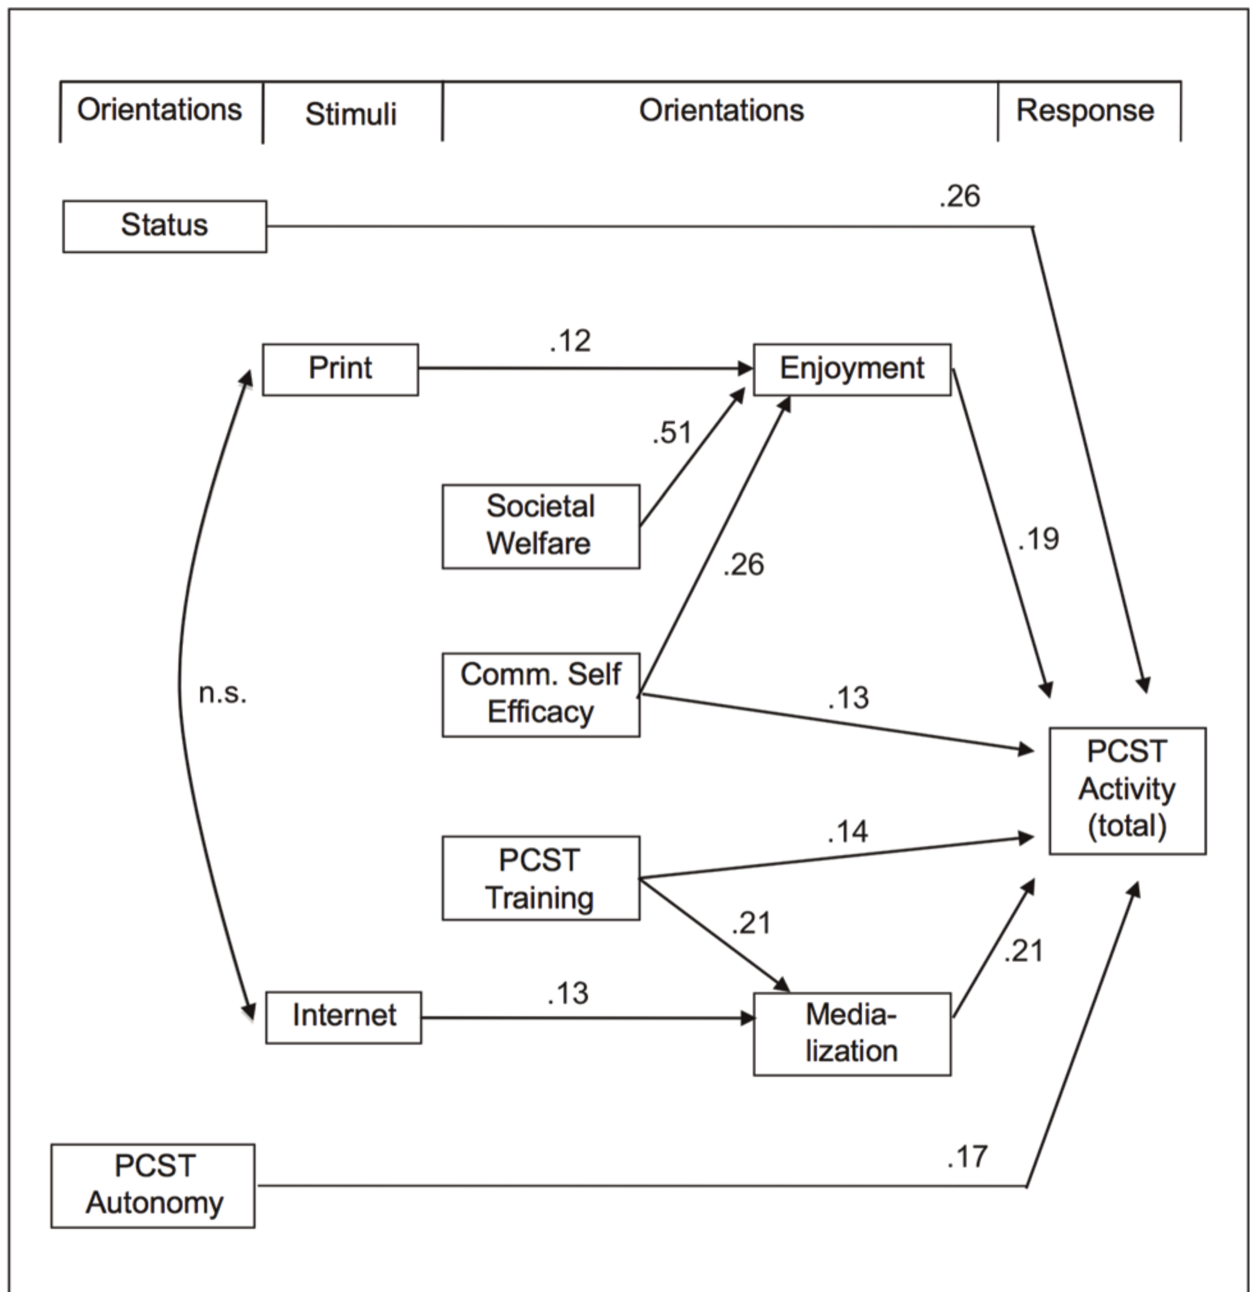 Orientations
Stimuli
Orientations
Response
.26
Status
.12
Print
Enjoyment
.51
Societal
Welfare
.19
.26
Comm. Self
Efficacy
n.s.
.13
PCST
Activity
(total)
.14
PCST
Training
.21
.21
.13
Internet
Media-
lization
.17
PCST
Autonomy